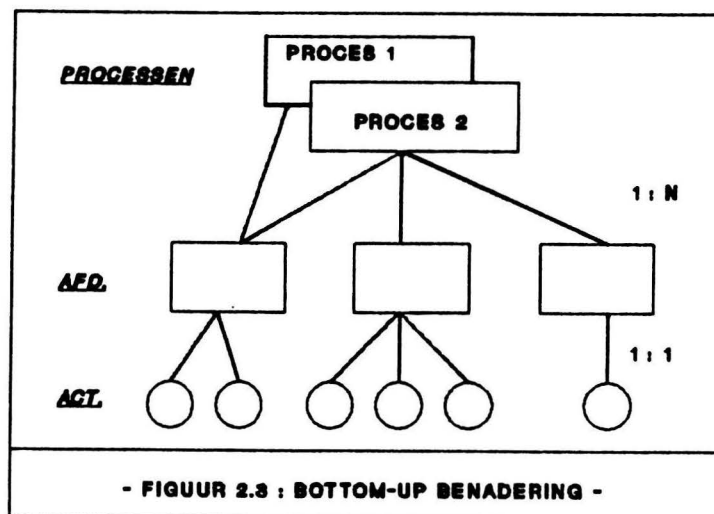 PROCES 1
PROCESSEN
PROCES 2
1 : N
AFD.
1 : 1
ACT.
- FIGUUR 2.3 : BOTTOM-UP BENADERING -